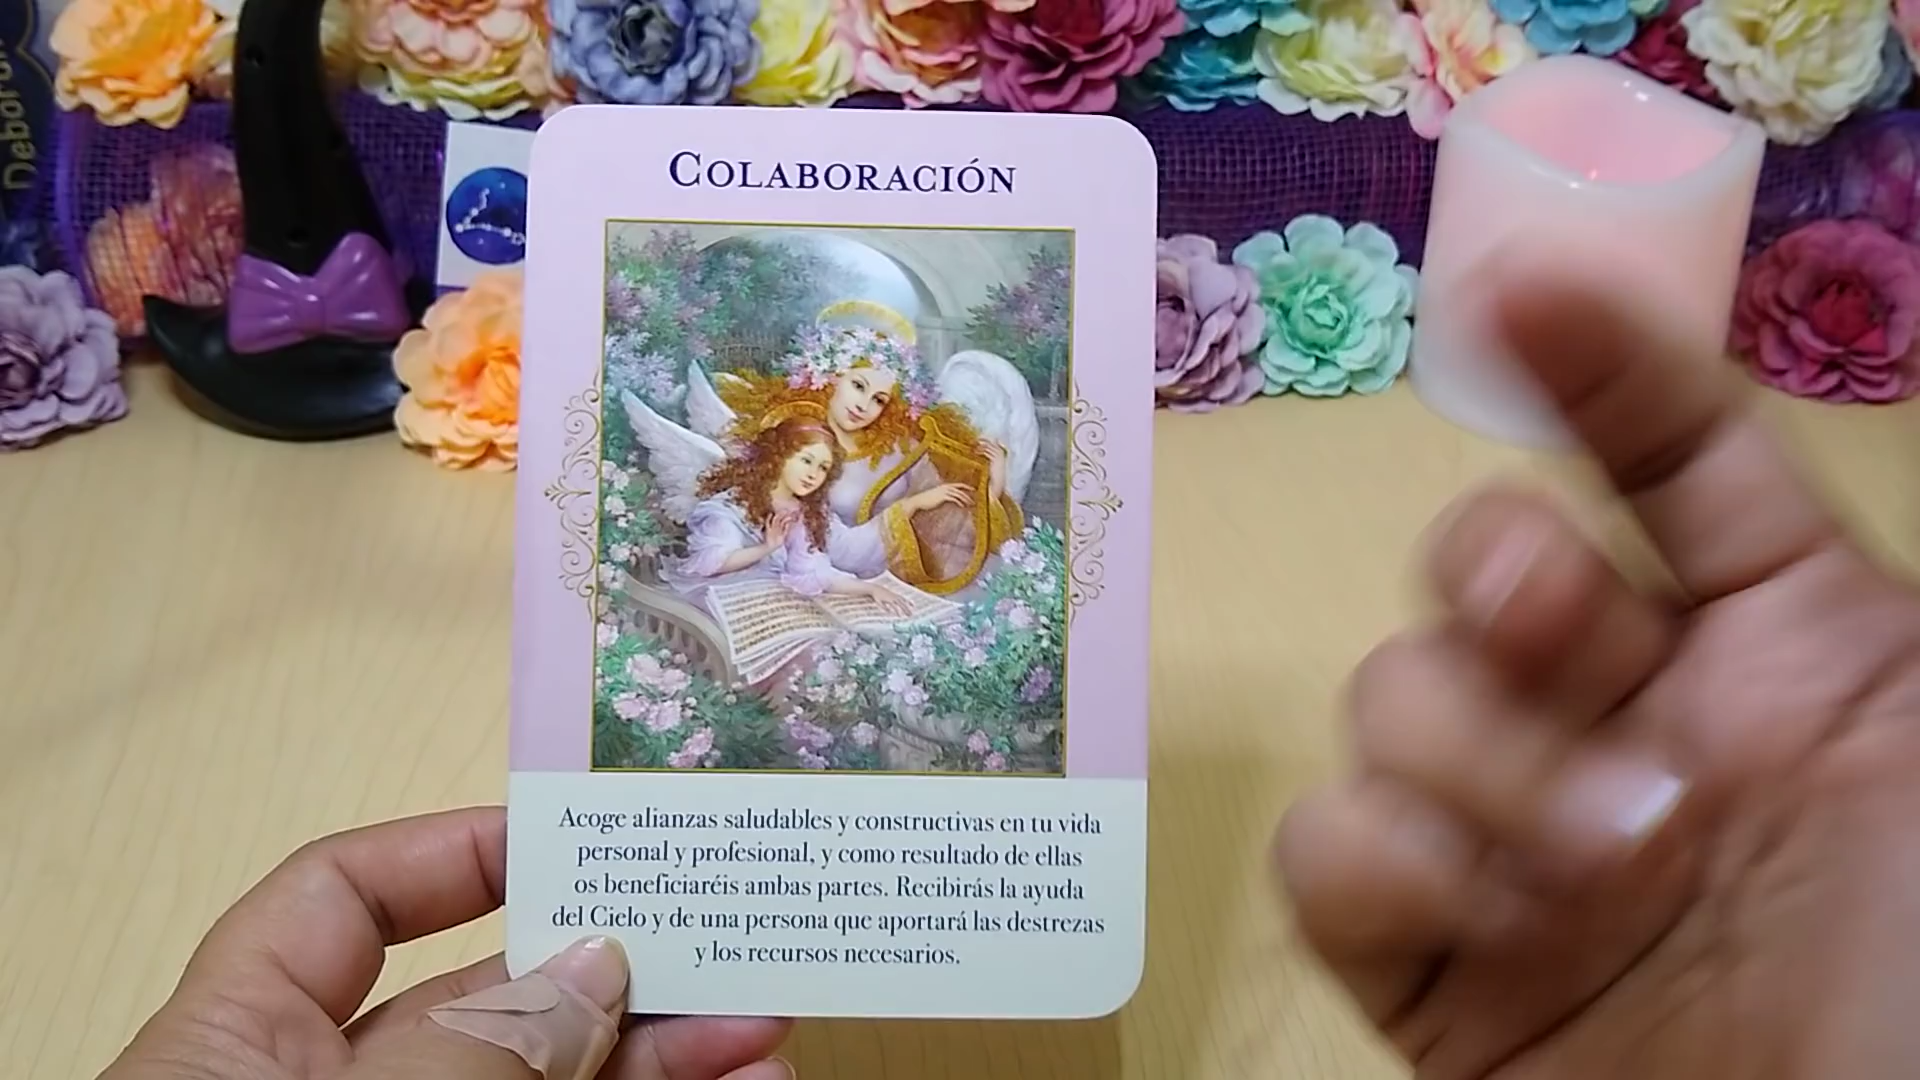 Deborah
COLABORACIÓN
Acoge alianzas saludables y constructivas en tu vida
personal y profesional, y como resultado de ellas
os beneficiaréis ambas partes. Recibirás la ayuda
del Cielo y de una persona que aportará las destrezas
y los recursos necesarios.